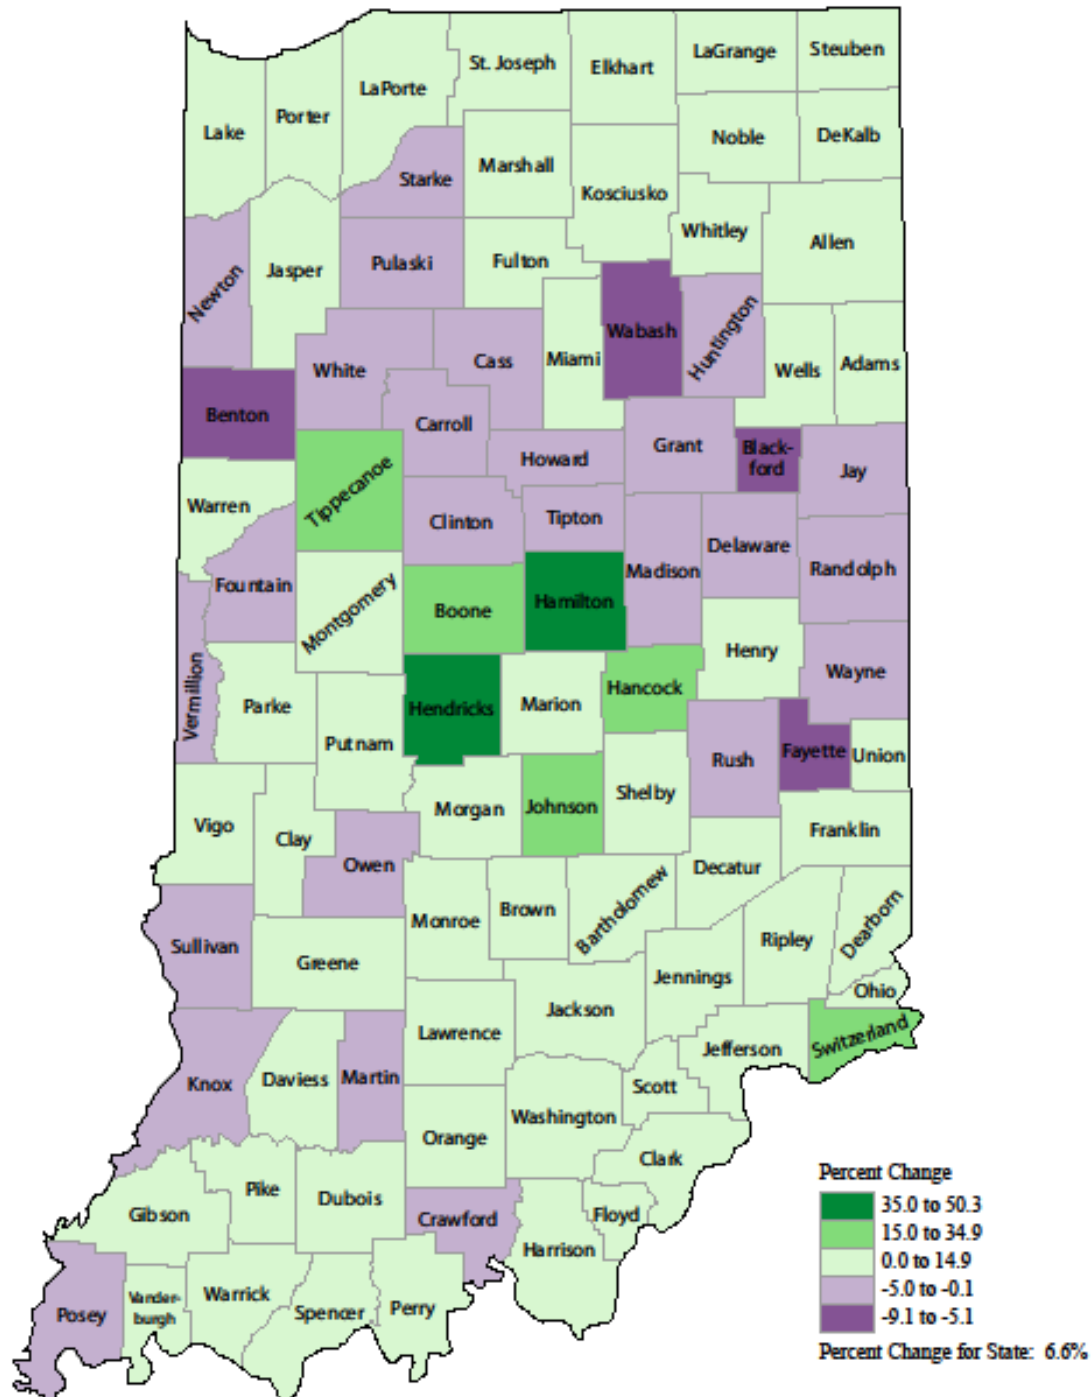 St. Joseph
Elkhart
LaGrange
Steuben
LaPorte
Porter
Lake
Noble
DeKalb
Marshall
Starke
Kosciusko
Whitley
Allen
Newton
Jasper
Pulaski
Fulton
Wabash
Huntington
Miami
White
Cass
Wells
Adams
Benton
Carroll
Howard
Grant
Black-
ford
Jay
Warren
Tippecanoe
Clinton
Tipton
Delaware
Madison
Randolph
Fountain
Montgomery
Boone
Hamilton
Henry
Wayne
Vermillion
Parke
Hendricks
Marion
Hancock
Putnam
Rush
Fayette
Union
Morgan
Johnson
Shelby
Vigo
Clay
Franklin
Owen
Decatur
Monroe
Brown
Bartholomew
Dearborn
Sullivan
Greene
Ripley
Jennings
Ohio
Jackson
Lawrence
Switzerland
Jefferson
Knox
Daviess
Martin
Scott
Washington
Orange
Clark
Pike
Dubois
Gibson
Crawford
Floyd
Harrison
Posey
Vander-
burgh
Warrick
Spencer
Perry
Percent Change
35.0 to 50.3
15.0 to 34.9
0.0 to 14.9
-5.0 to -0.1
-9.1 to -5.1
Percent Change for State: 6.6%